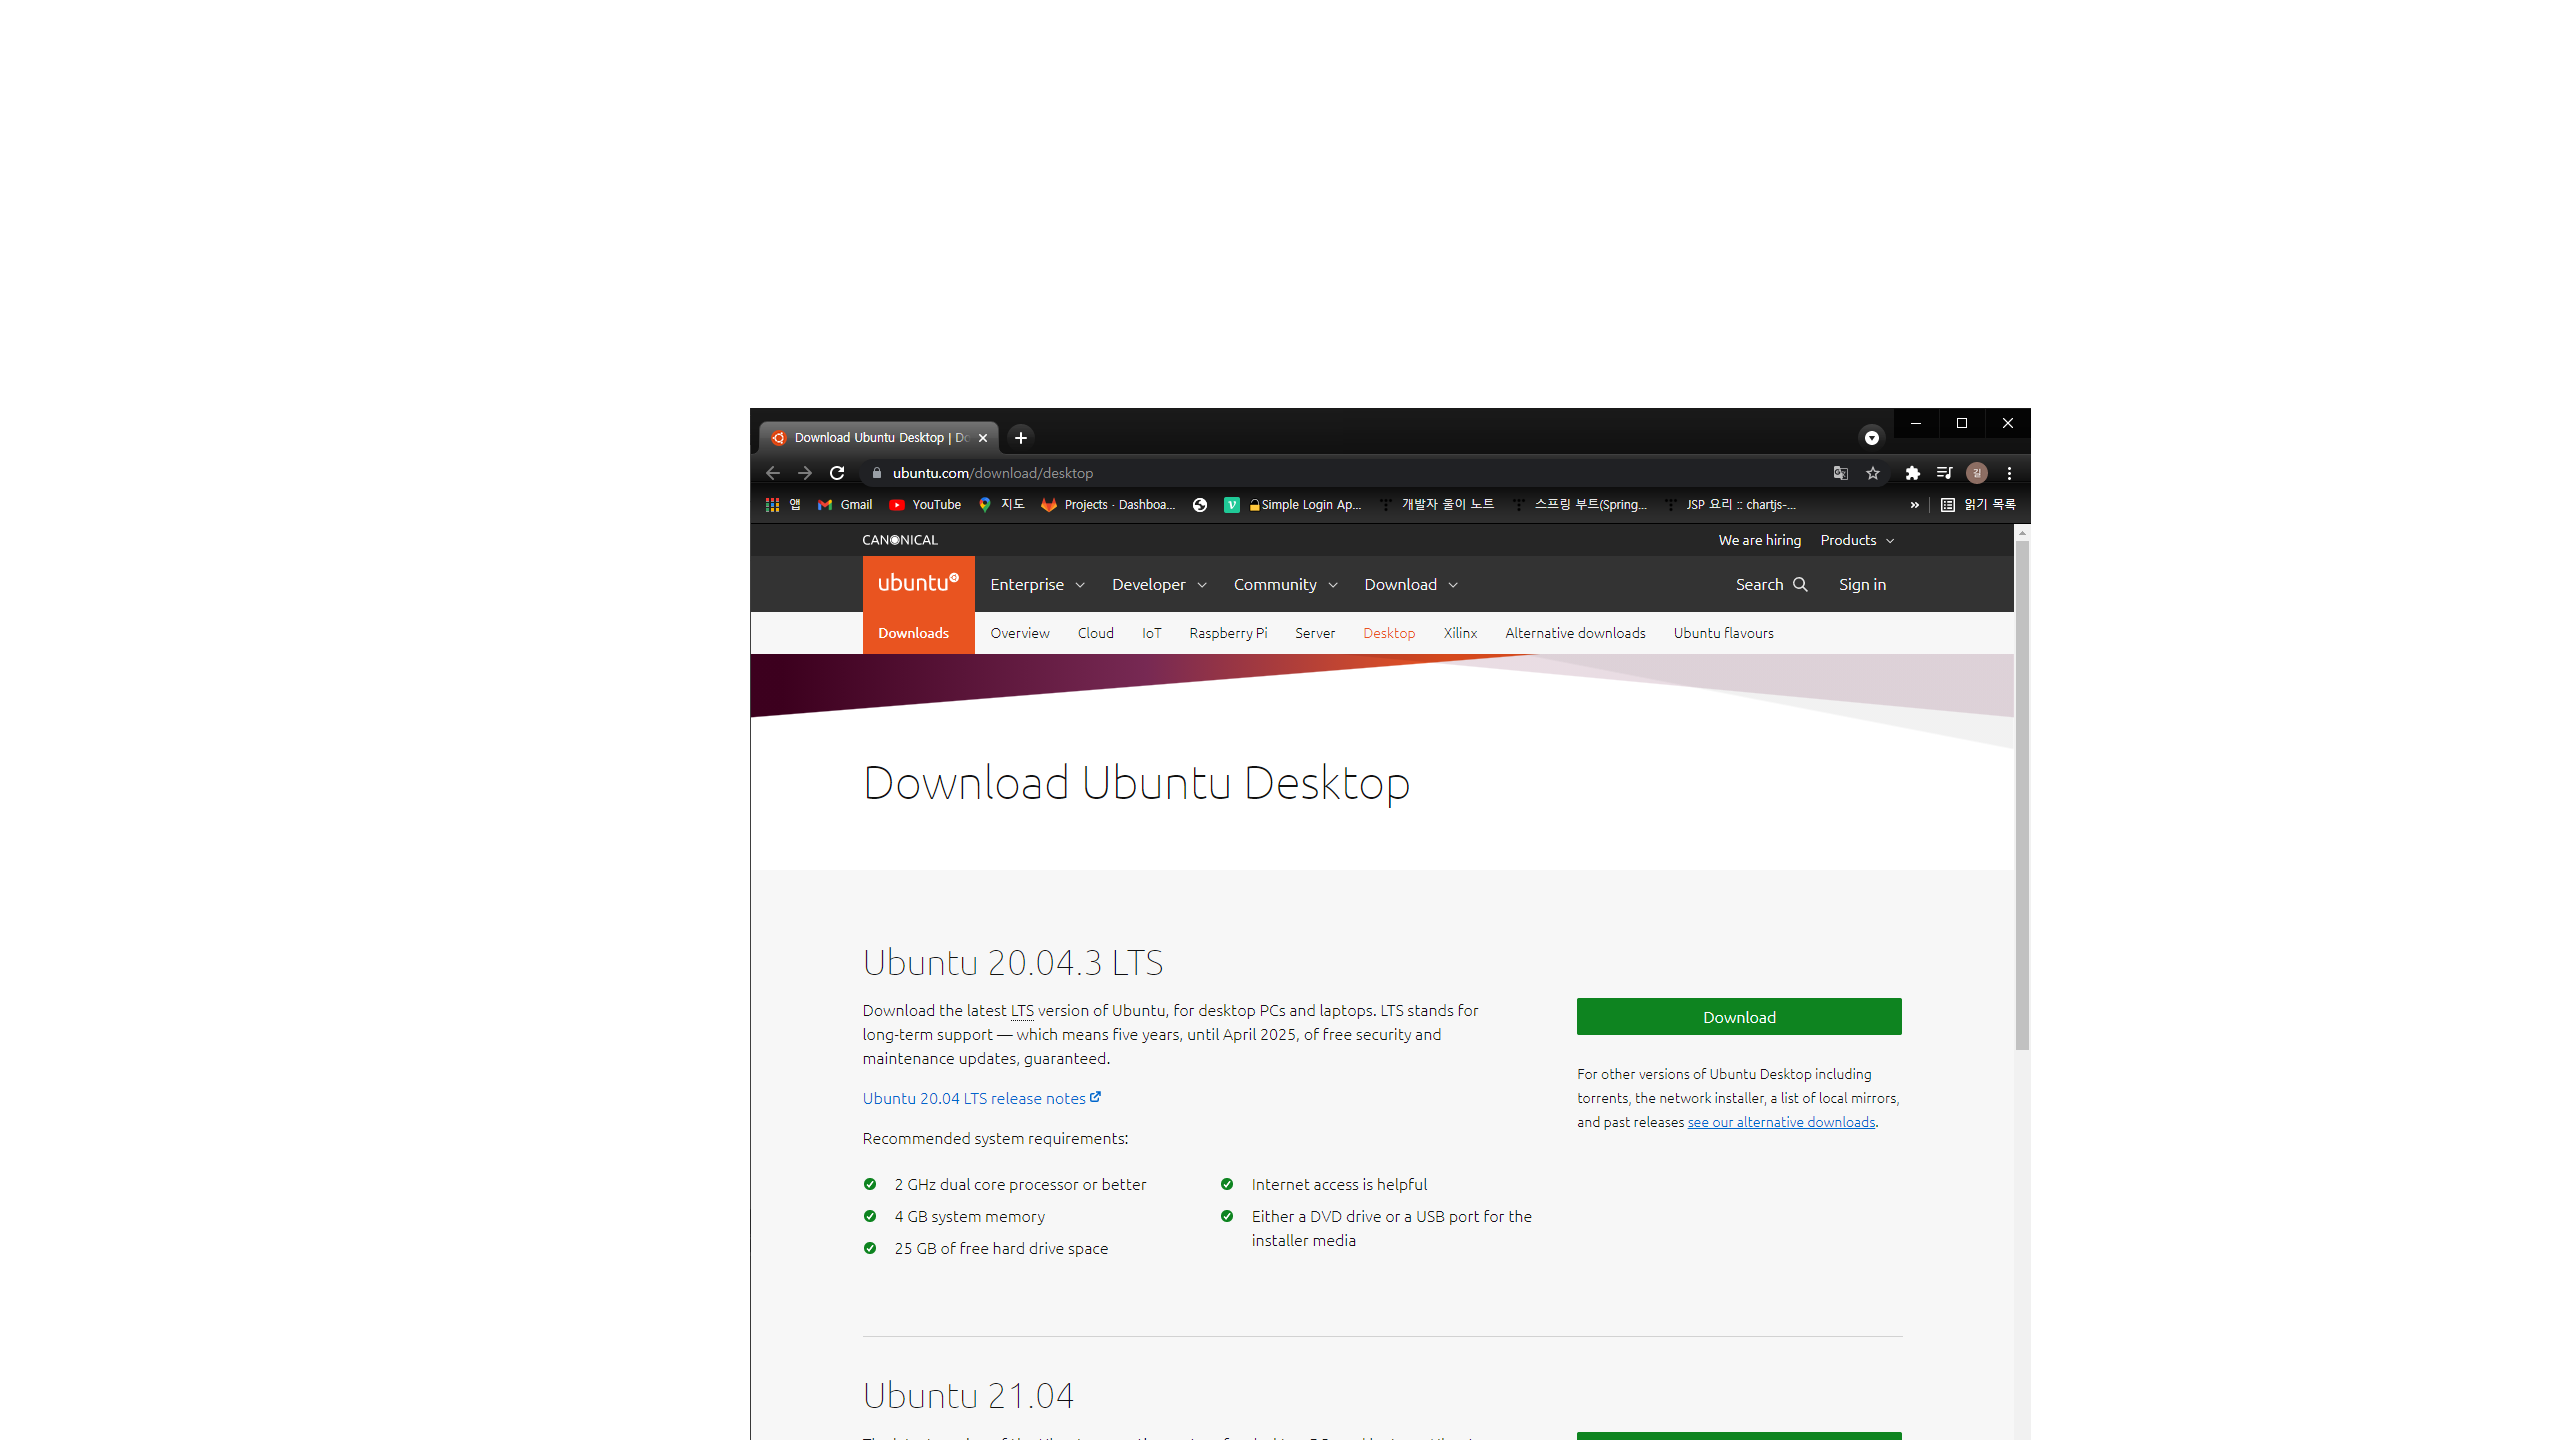 Download Ubuntu Desktop | Do
ubuntu.com/download/desktop
앱 Gmail YouTube 지도 Projects · Dashboa... Simple Login Ap... 개발자 울이 노트 스프링 부트(Spring... JSP 요리 :: chartjs-... » 읽기 목록
CANONICAL We are hiring Products
ubuntu Enterprise Developer Community Download Search Sign in
Downloads Overview Cloud IoT Raspberry Pi Server Desktop Xilinx Alternative downloads Ubuntu flavours
Download Ubuntu Desktop
Ubuntu 20.04.3 LTS
Download the latest LTS version of Ubuntu, for desktop PCs and laptops. LTS stands for
long-term support — which means five years, until April 2025, of free security and
maintenance updates, guaranteed.
Ubuntu 20.04 LTS release notes
Recommended system requirements:
2 GHz dual core processor or better
4 GB system memory
25 GB of free hard drive space
Internet access is helpful
Either a DVD drive or a USB port for the
installer media
Download
For other versions of Ubuntu Desktop including
torrents, the network installer, a list of local mirrors,
and past releases see our alternative downloads.
Ubuntu 21.04